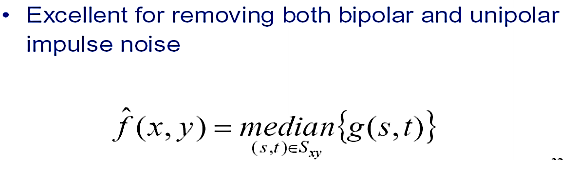 • Excellent for removing both bipolar and unipolar
impulse noise
f̂(x, y) = median{g(s,t)}
(s,t)∈Sxy